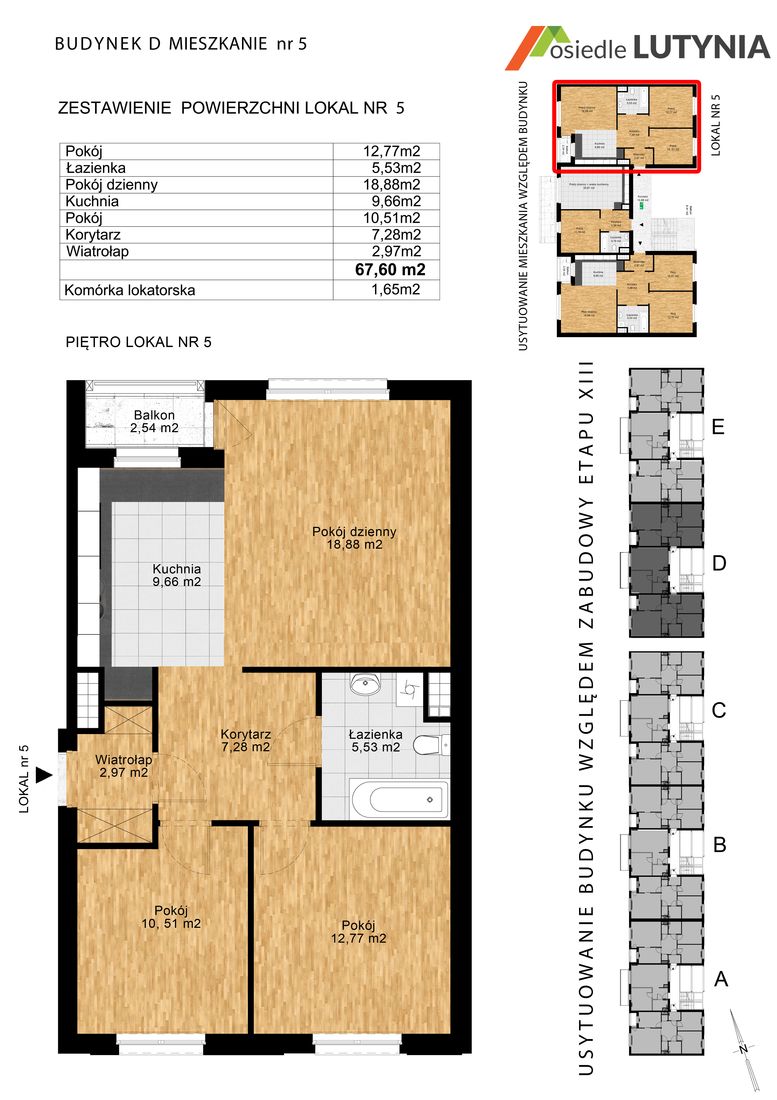 BUDYNEK D MIESZKANIE nr 5
osiedle LUTYNIA
ZESTAWIENIE POWIERZCHNI LOKAL NR 5
Pokój 12,77m2
Łazienka 5,53m2
Pokój dzienny 18,88m2
Kuchnia 9,66m2
Pokój 10,51m2
Korytarz 7,28m2
Wiatrołap 2,97m2
67,60 m2
Komórka lokatorska 1,65m2
USYTUOWANIE MIESZKANIA WZGLĘDEM BUDYNKU
LOKAL NR 5
PIĘTRO LOKAL NR 5
Balkon
2,54 m2
Pokój dzienny
18,88 m2
Kuchnia
9,66 m2
Korytarz
7,28 m2
Łazienka
5,53 m2
Wiatrołap
2,97 m2
LOKAL nr 5
Pokój
10, 51 m2
Pokój
12,77 m2
USYTUOWANIE BUDYNKU WZGLĘDEM ZABUDOWY ETAPU XIII
E
D
C
B
A
N